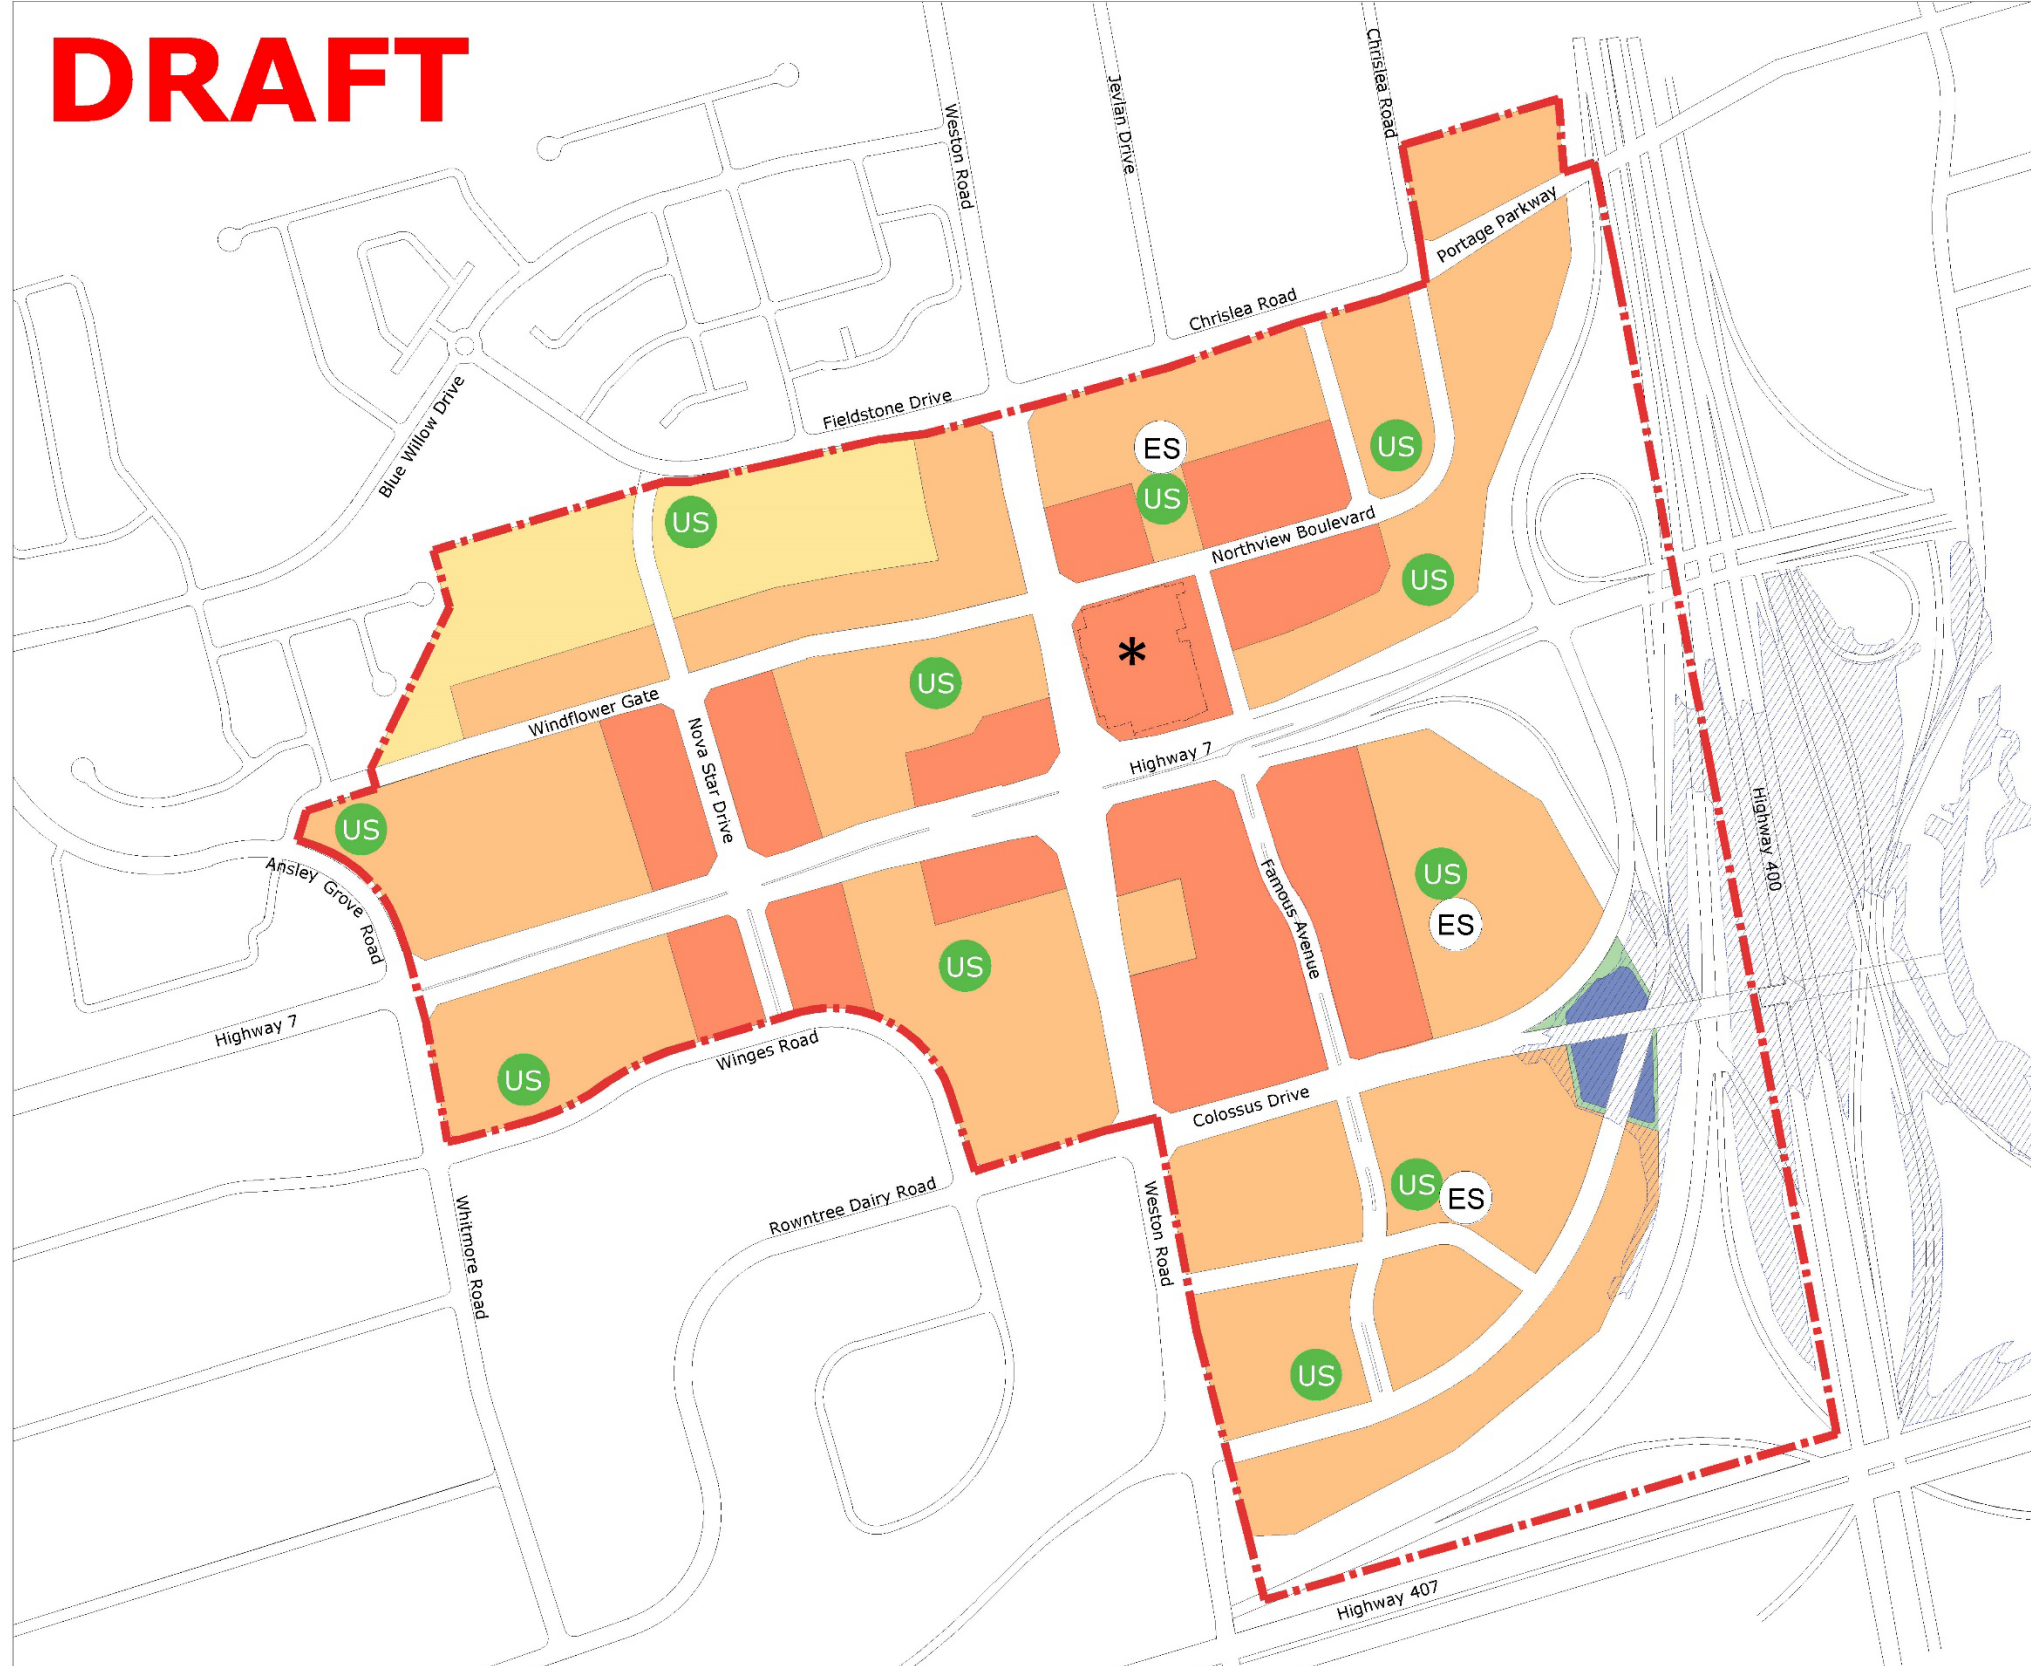 DRAFT
Chrislea Road
Jevlan Drive
Weston Road
Portage Parkway
Chrislea Road
Blue Willow Drive
Fieldstone Drive
ES
US
US
US
US
Northview Boulevard
US
US
*
Windflower Gate
Nova Star Drive
Highway 7
Highway 400
US
Ansley Grove Road
Famous Avenue
US
ES
US
Highway 7
Winges Road
US
Colossus Drive
US
ES
Rowntree Dairy Road
Weston Road
Whitmore Road
US
Highway 407